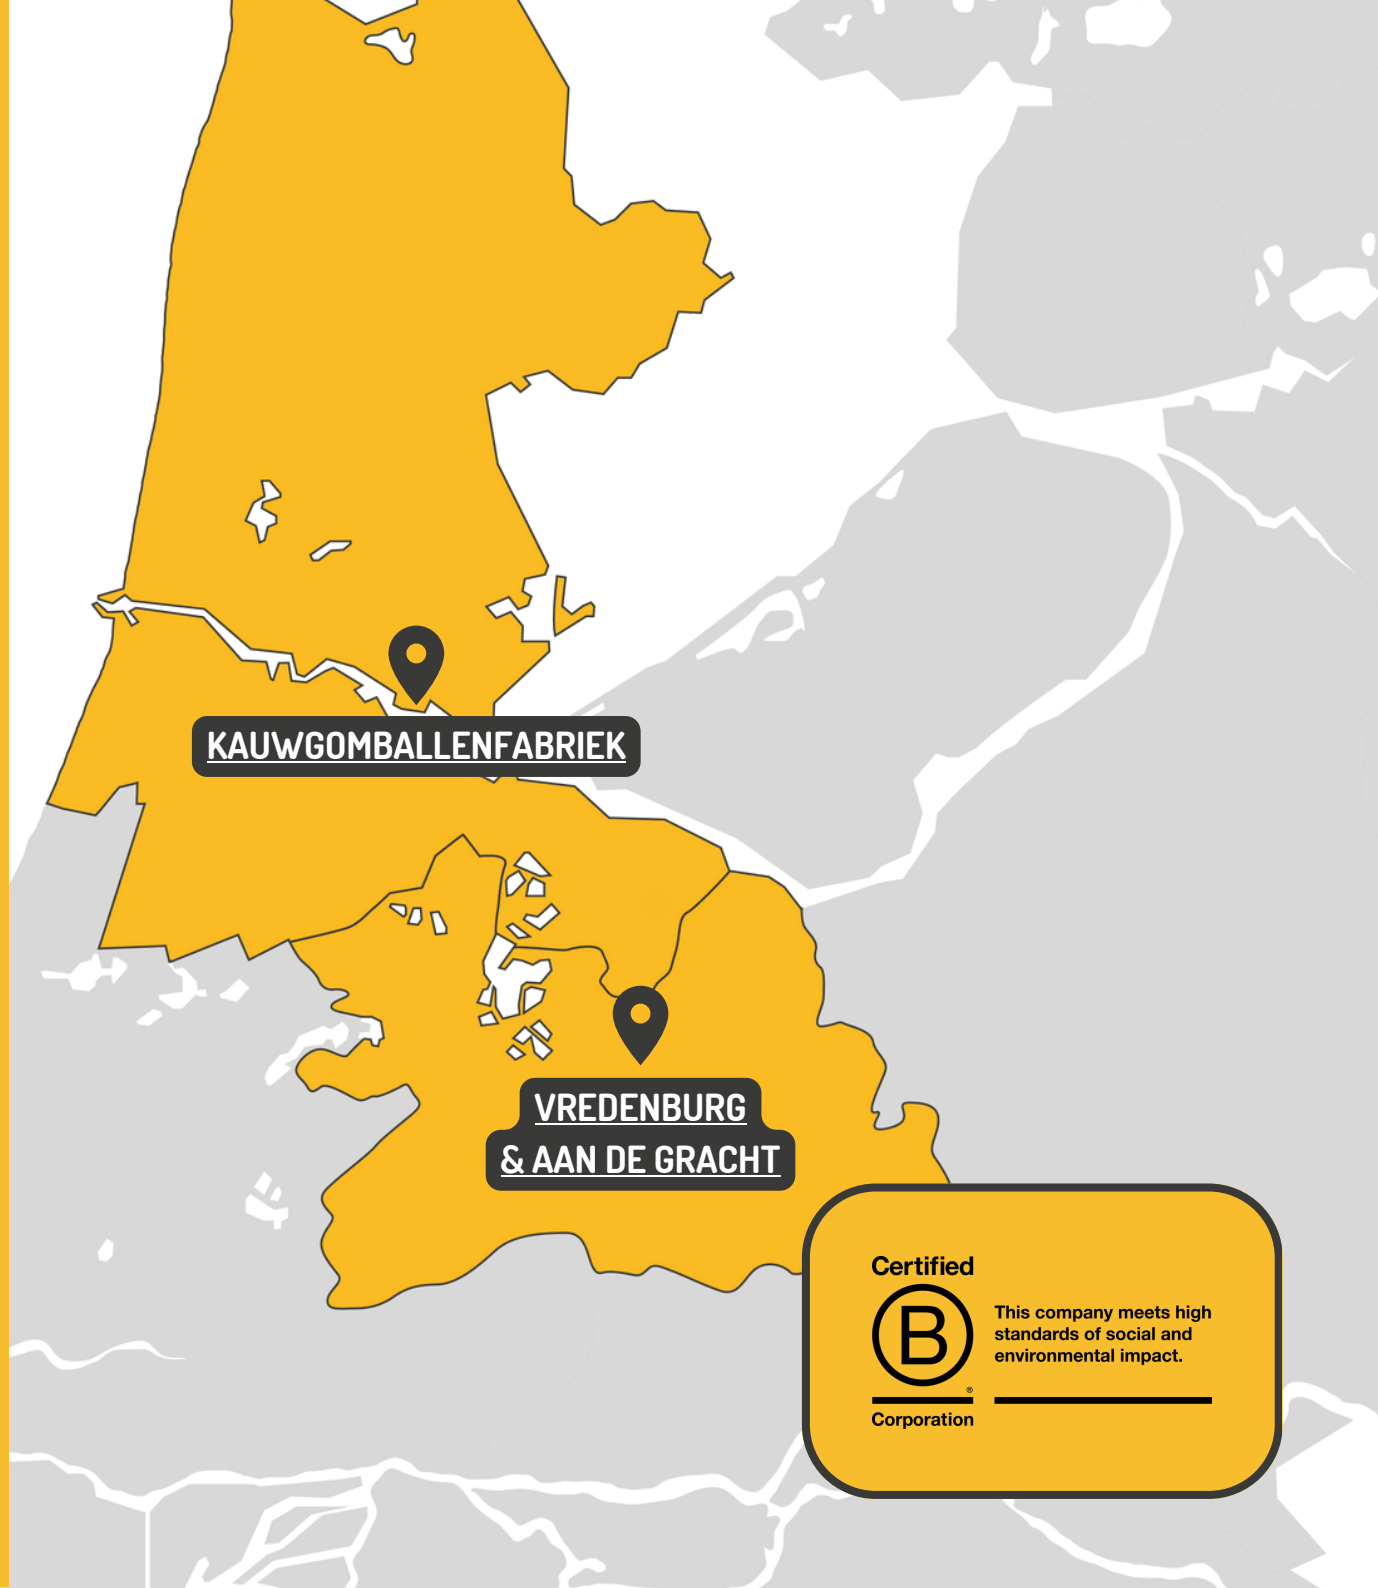 KAUWGOMBALLENFABRIEK
VREDENBURG
& AAN DE GRACHT
Certified
B
®
Corporation
This company meets high
standards of social and
environmental impact.